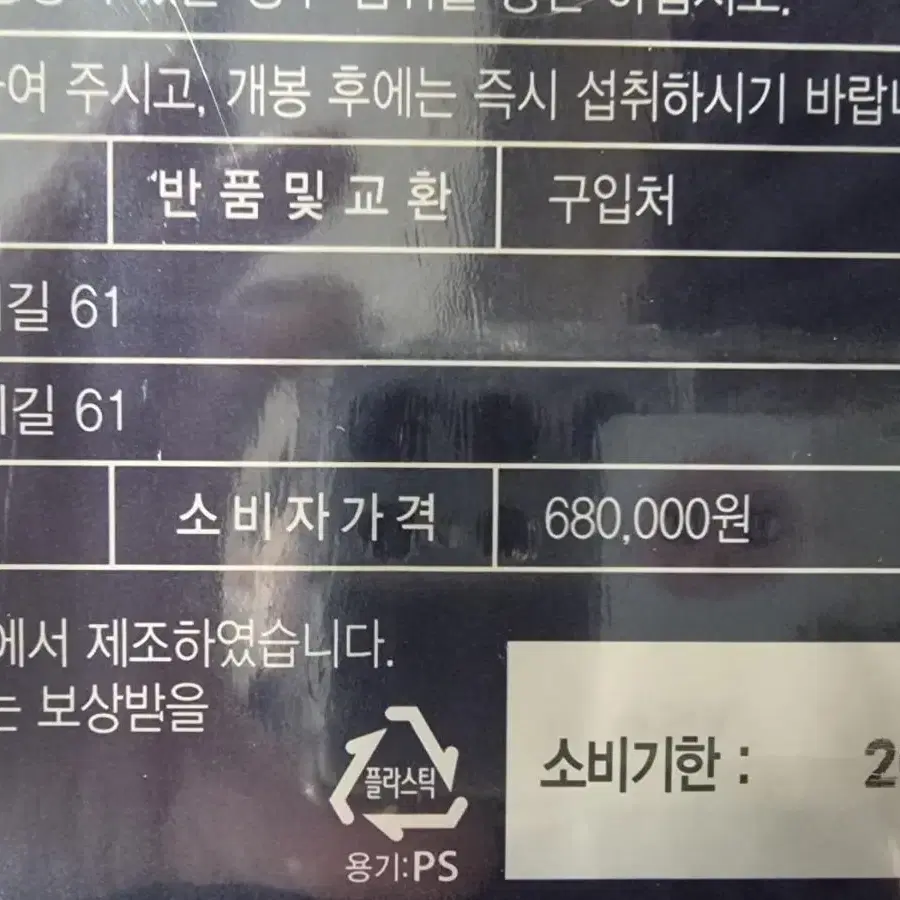 여 주시고, 개봉 후에는 즉시 섭취하시기
반품 및 교환 구입처
길 61
길 61
소비자가격 680,000원
에서 제조하였습니다.
는 보상받을
플라스틱
용기:PS
소비기한 : 2